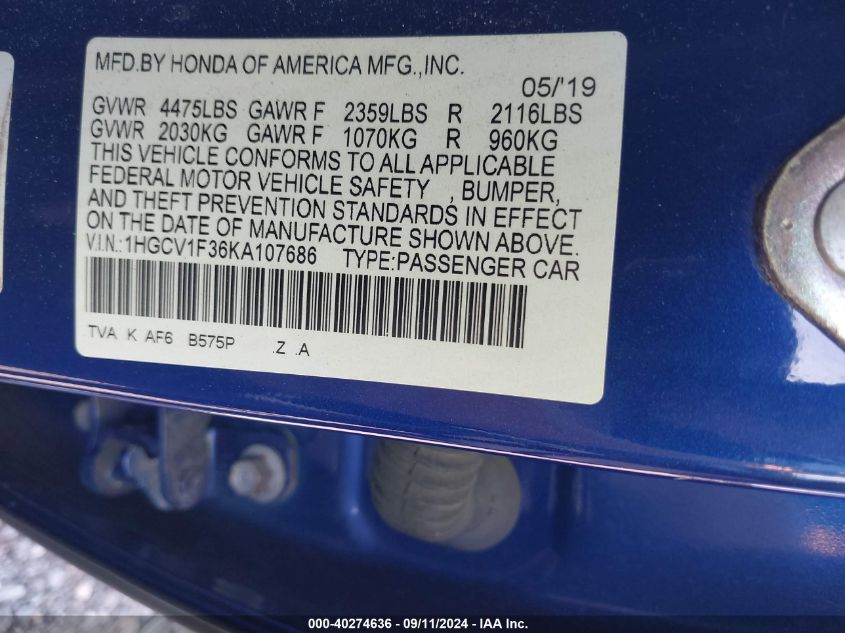 MFD.BY HONDA OF AMERICA MFG.,INC.
05/'19
GVWR 4475LBS GAWR F 2359LBS R 2116LBS
GVWR 2030KG GAWR F 1070KG R 960KG
THIS VEHICLE CONFORMS TO ALL APPLICABLE
FEDERAL MOTOR VEHICLE SAFETY , BUMPER,
AND THEFT PREVENTION STANDARDS IN EFFECT
ON THE DATE OF MANUFACTURE SHOWN ABOVE.
V.I.N.:1HGCV1F36KA107686 TYPE:PASSENGER CAR
TVA K AF6 B575P .Z .A
000-40274636 - 09/11/2024 - IAA Inc.